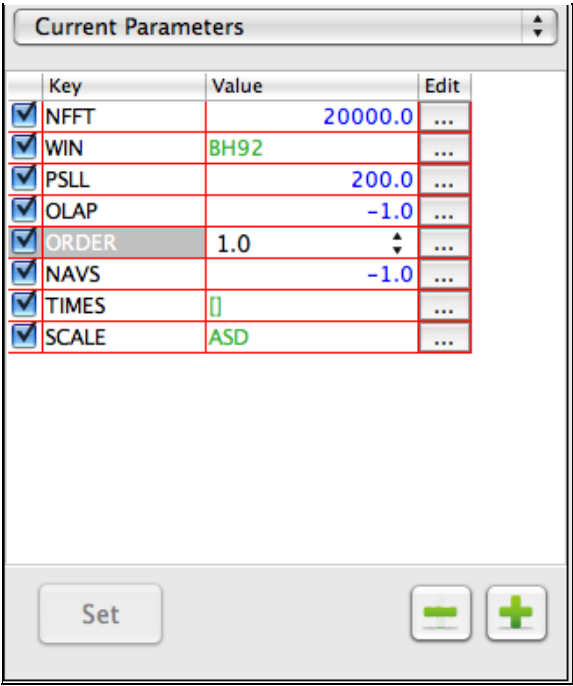 Current Parameters
Key Value Edit
NFFT 20000.0 ...
WIN BH92 ...
PSLL 200.0 ...
OLAP -1.0 ...
ORDER 1.0 ...
NAVS -1.0 ...
TIMES [] ...
SCALE ASD ...
Set